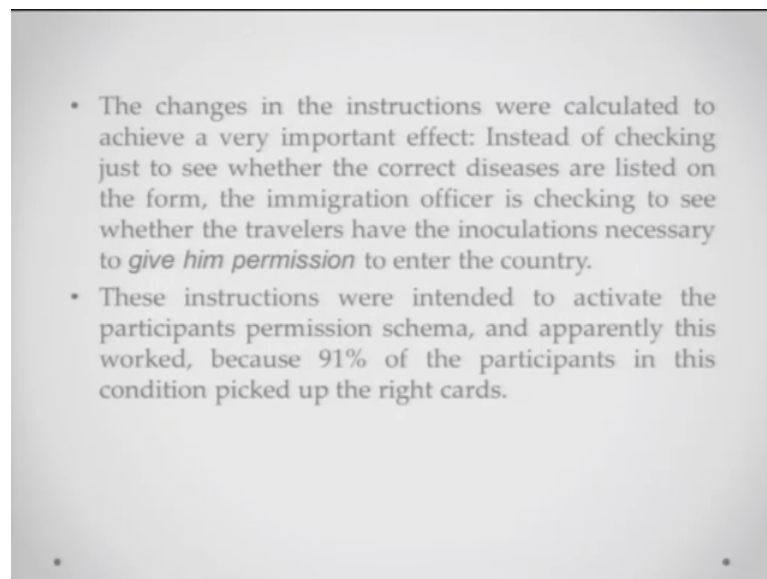 • The changes in the instructions were calculated to
achieve a very important effect: Instead of checking
just to see whether the correct diseases are listed on
the form, the immigration officer is checking to see
whether the travelers have the inoculations necessary
to give him permission to enter the country.
• These instructions were intended to activate the
participants permission schema, and apparently this
worked, because 91% of the participants in this
condition picked up the right cards.